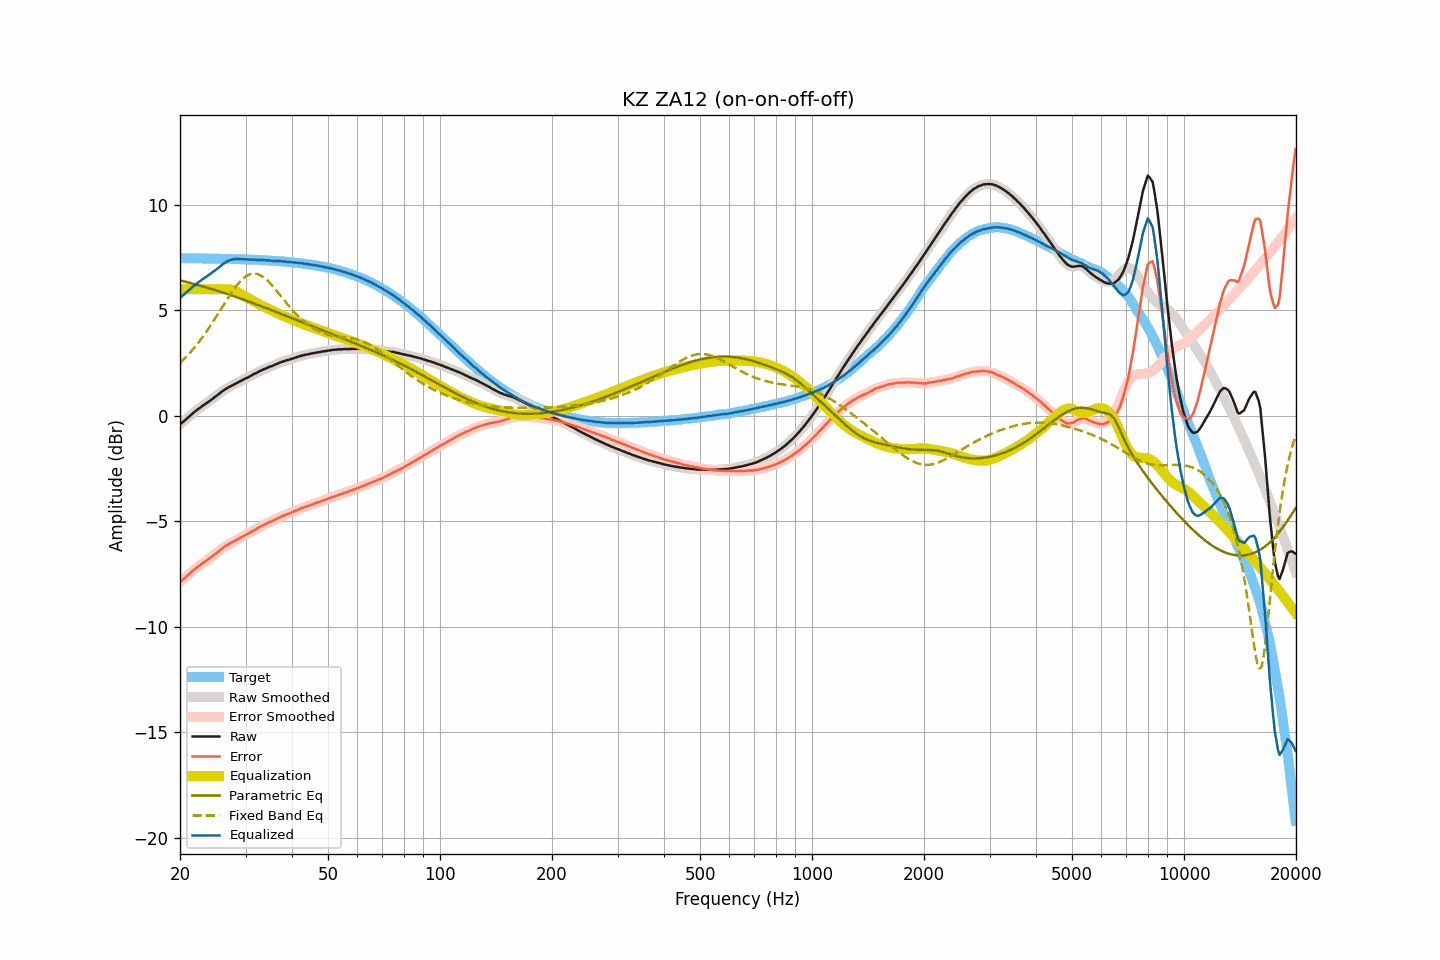 KZ ZA12 (on-on-off-off)
Amplitude (dBr)
10
5
0
−5
−10
−15
−20
Target
Raw Smoothed
Error Smoothed
Raw
Error
Equalization
Parametric Eq
Fixed Band Eq
Equalized
20 50 100 200 500 1000 2000 5000 10000 20000
Frequency (Hz)